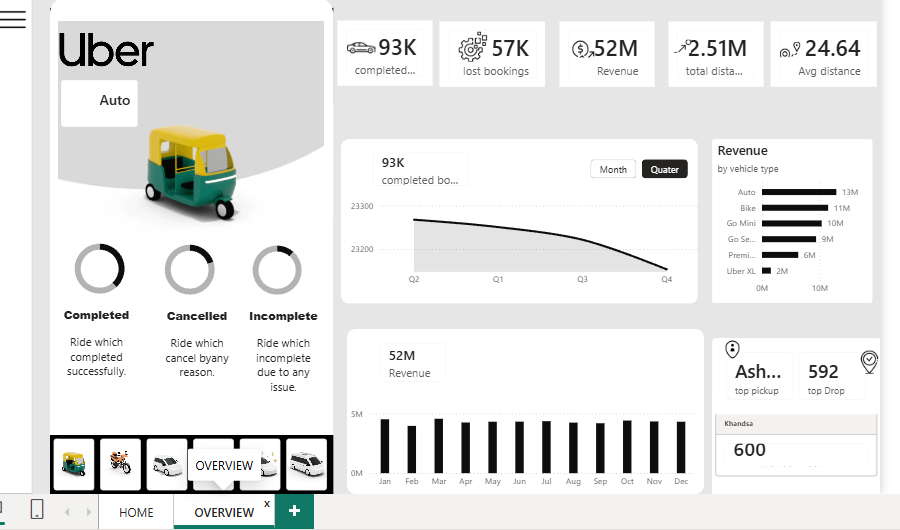 Uber
Auto
Completed
Ride which
completed
successfully.
Cancelled
Ride which
cancel byany
reason.
Incomplete
Ride which
incomplete
due to any
issue.
93K
completed...
57K
lost bookings
52M
Revenue
2.51M
total dista...
24.64
Avg distance
93K
completed bo...
Month
Quater
23300
23200
Q2 Q1 Q3 Q4
Revenue
by vehicle type
Auto 13M
Bike 11M
Go Mini 10M
Go Se... 9M
Premi... 6M
Uber XL 2M
0M 10M
52M
Revenue
5M
0M
Jan Feb Mar Apr May Jun Jul Aug Sep Oct Nov Dec
Ash...
top pickup
592
top Drop
Khandsa
600
OVERVIEW
HOME
OVERVIEW
x
+